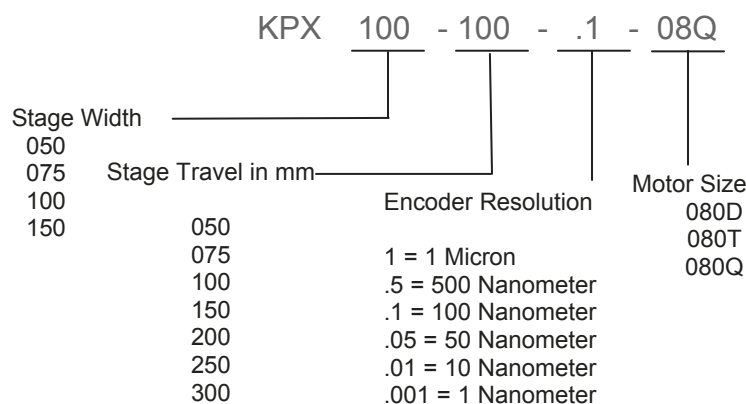 KPX 100 - 100 - .1 - 08Q
Stage Width
050
075
100
150
Stage Travel in mm
050
075
100
150
200
250
300
Encoder Resolution
1 = 1 Micron
.5 = 500 Nanometer
.1 = 100 Nanometer
.05 = 50 Nanometer
.01 = 10 Nanometer
.001 = 1 Nanometer
Motor Size
080D
080T
080Q